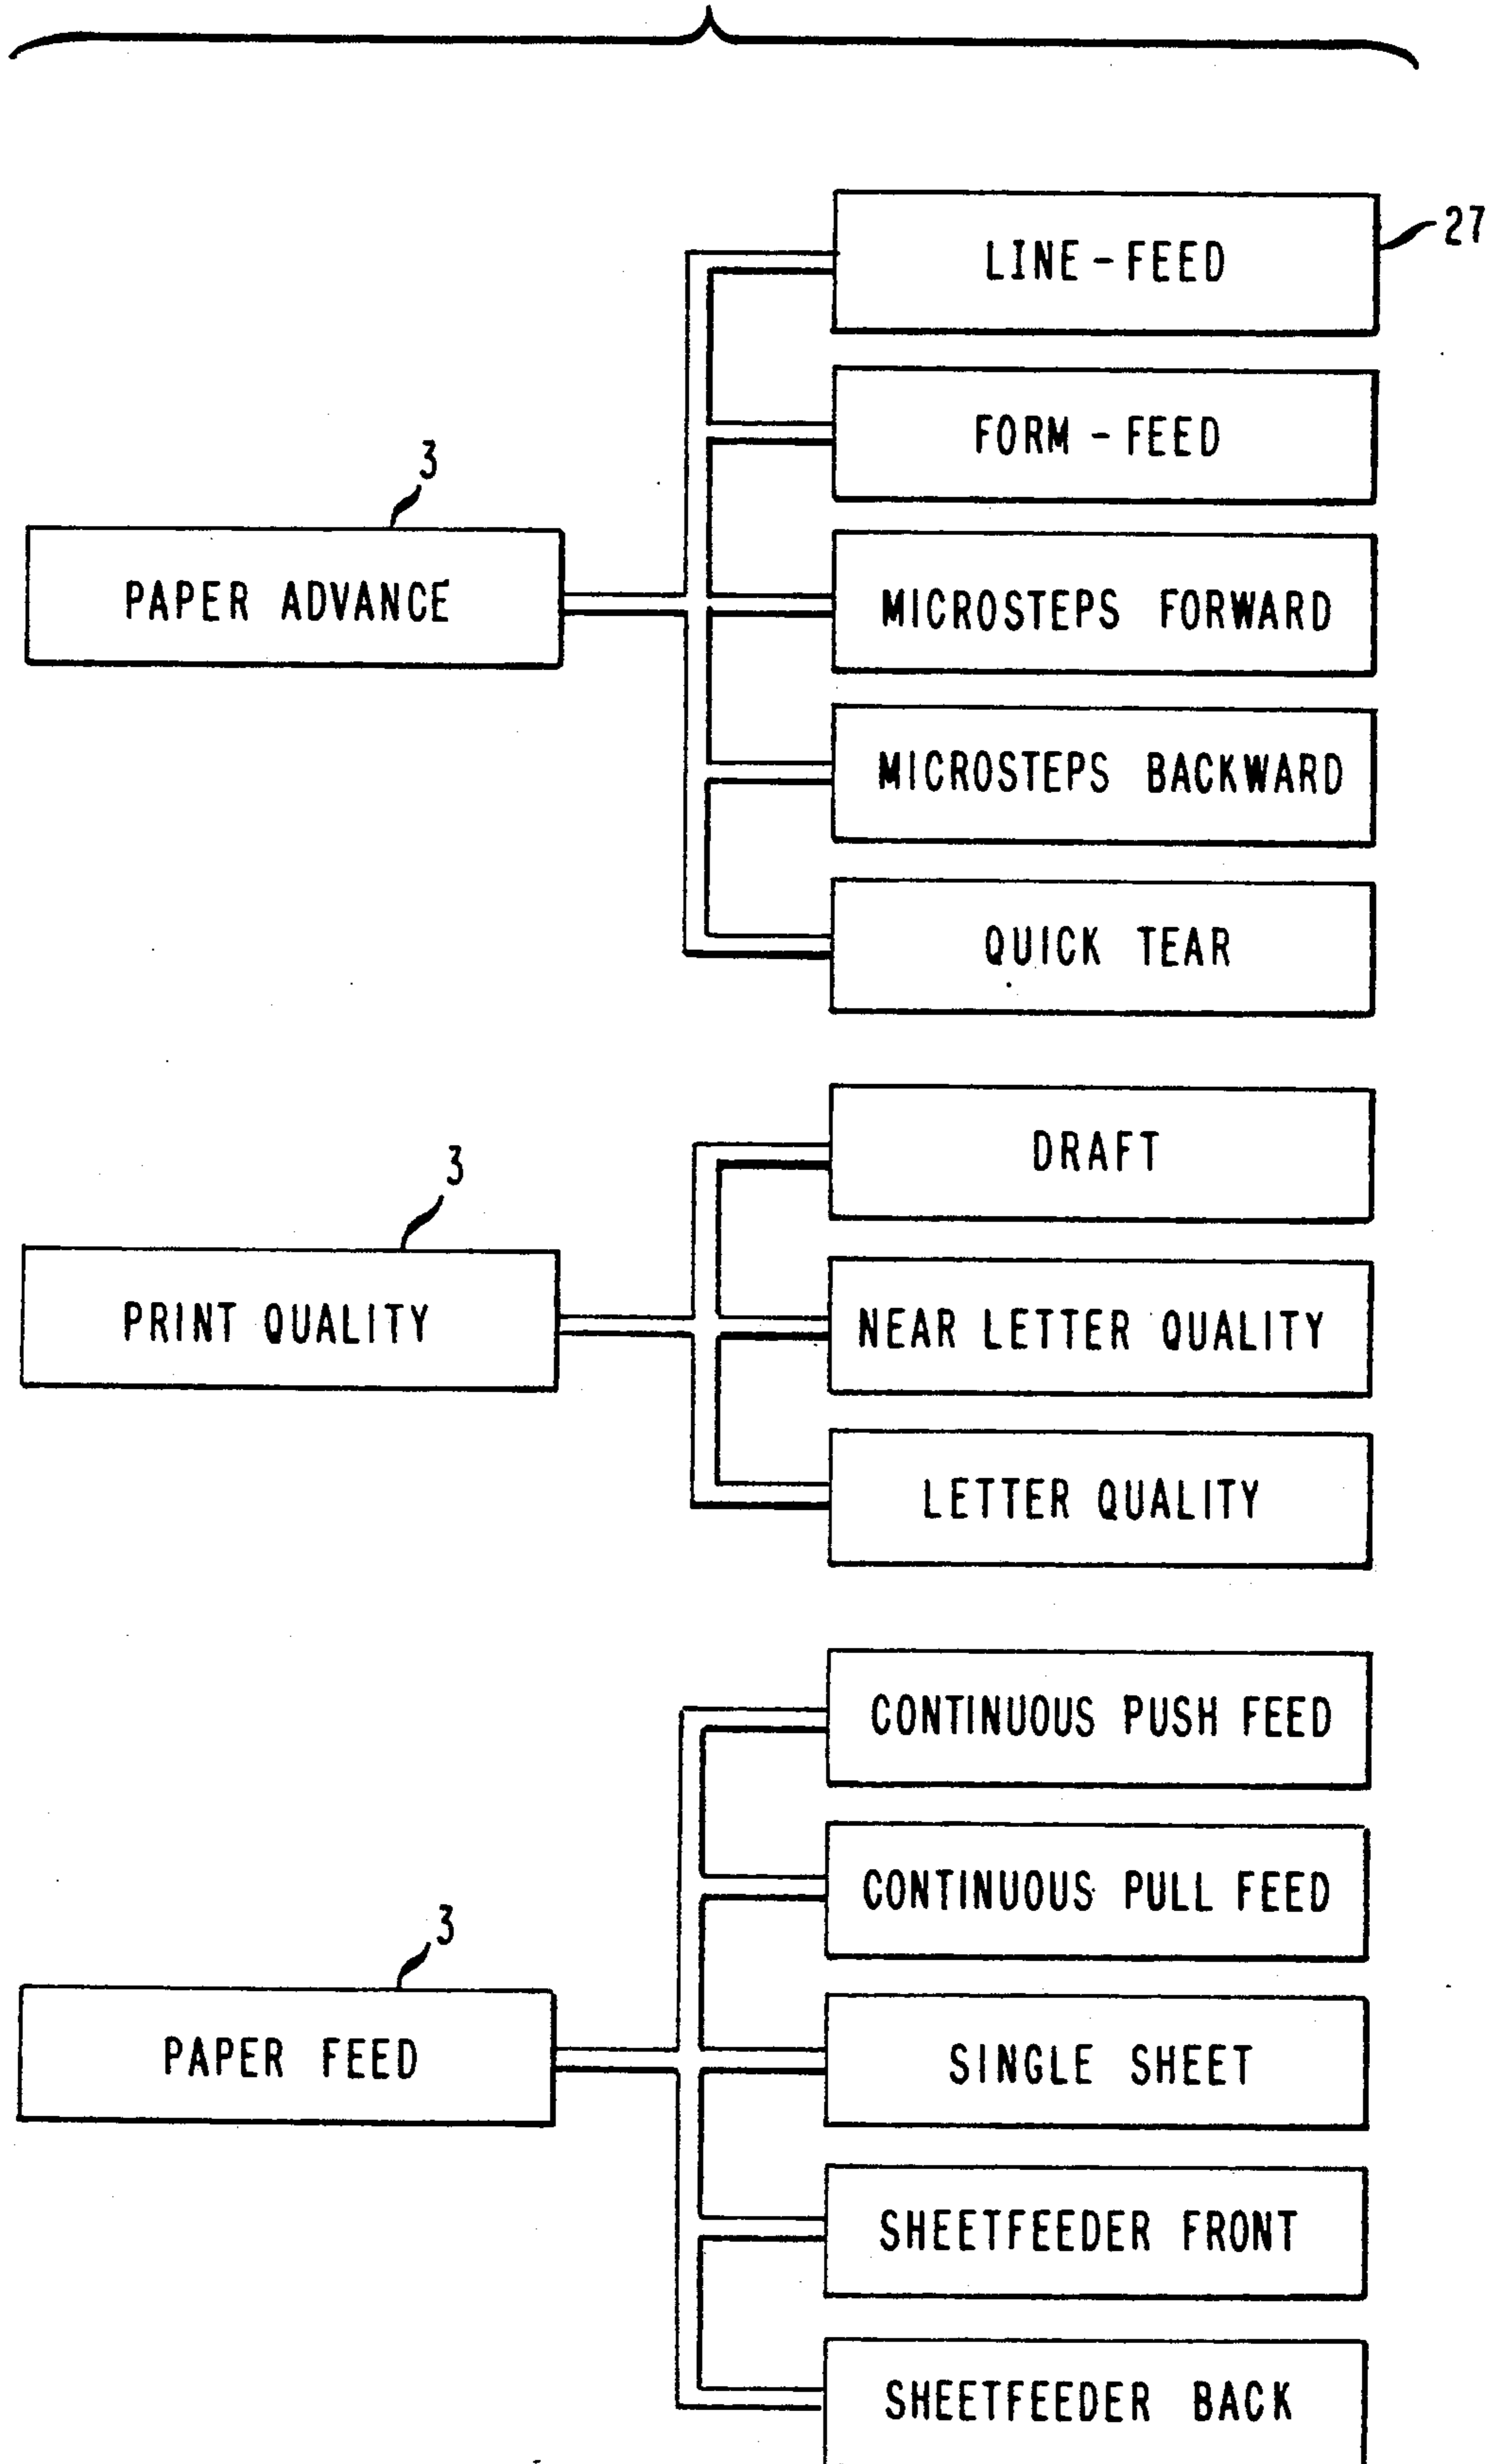 27
LINE-FEED
FORM-FEED
3
PAPER ADVANCE
MICROSTEPS FORWARD
MICROSTEPS BACKWARD
QUICK TEAR
DRAFT
3
PRINT QUALITY
NEAR LETTER QUALITY
LETTER QUALITY
CONTINUOUS PUSH FEED
CONTINUOUS PULL FEED
3
PAPER FEED
SINGLE SHEET
SHEETFEEDER FRONT
SHEETFEEDER BACK